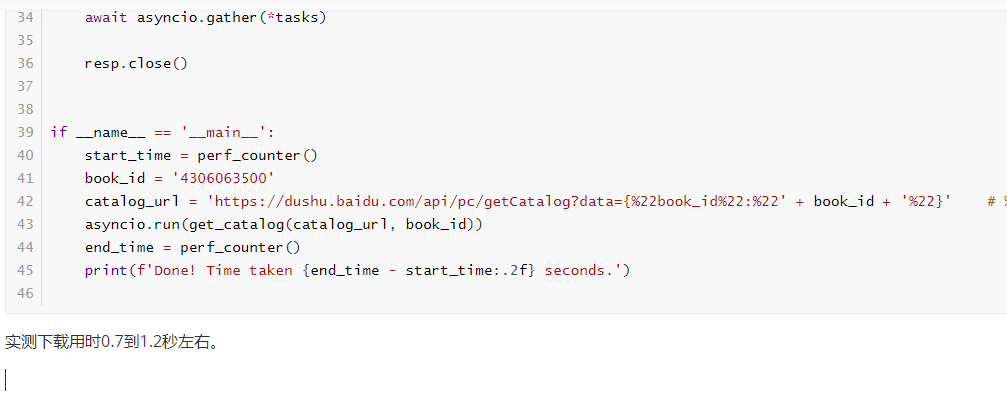 34    await asyncio.gather(*tasks)
35
36    resp.close()
37
38
39 if __name__ == '__main__':
40    start_time = perf_counter()
41    book_id = '4306063500'
42    catalog_url = 'https://dushu.baidu.com/api/pc/getCatalog?data={%22book_id%22:%22' + book_id + '%22}'    #
43    asyncio.run(get_catalog(catalog_url, book_id))
44    end_time = perf_counter()
45    print(f'Done! Time taken {end_time - start_time:.2f} seconds.')
46
实测下载用时0.7到1.2秒左右。